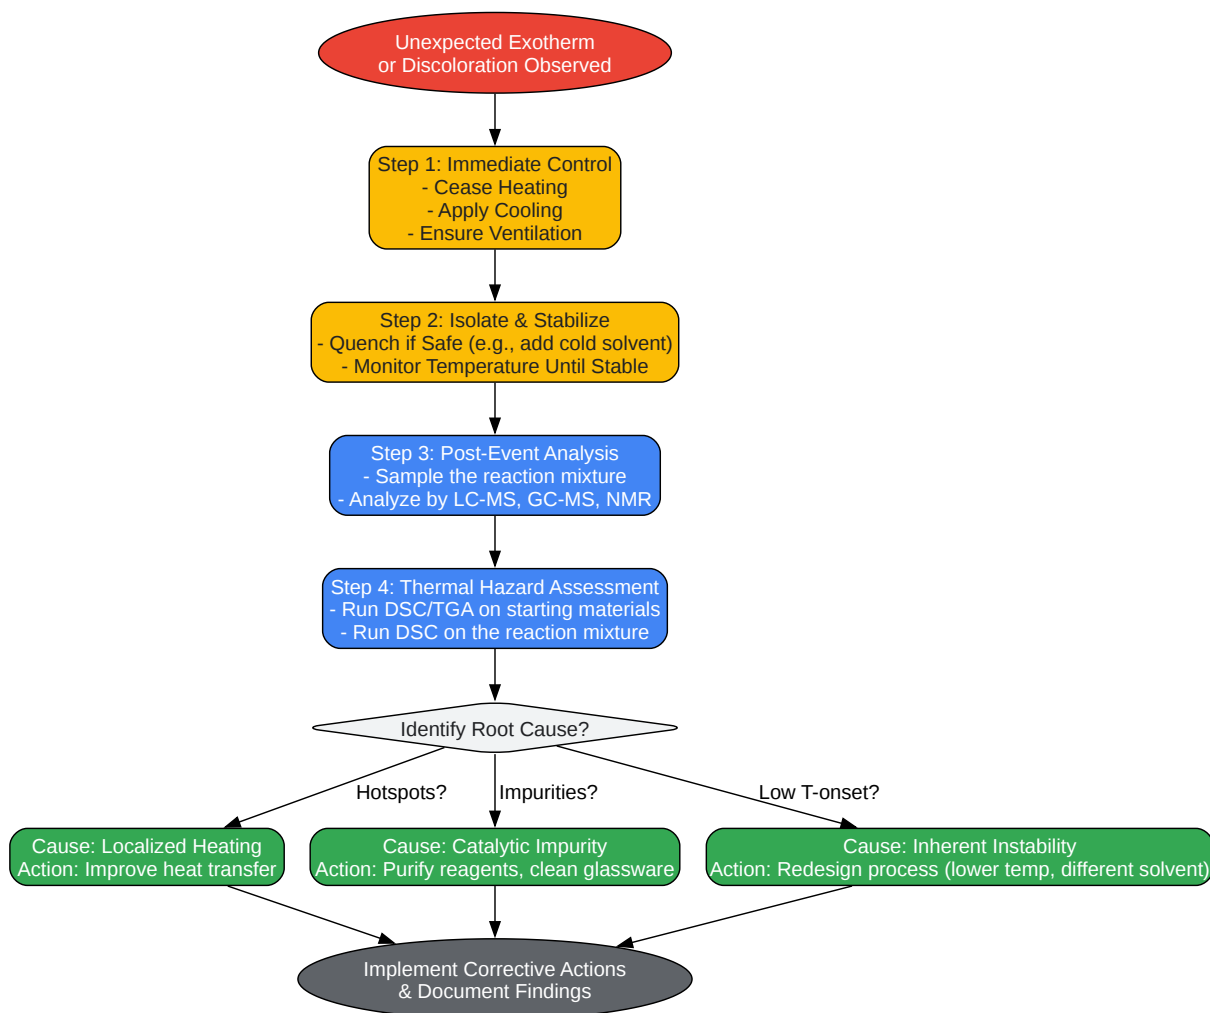 Unexpected Exotherm
or Discoloration Observed
Step 1: Immediate Control
- Cease Heating
- Apply Cooling
- Ensure Ventilation
Step 2: Isolate & Stabilize
- Quench if Safe (e.g., add cold solvent)
- Monitor Temperature Until Stable
Step 3: Post-Event Analysis
- Sample the reaction mixture
- Analyze by LC-MS, GC-MS, NMR
Step 4: Thermal Hazard Assessment
- Run DSC/TGA on starting materials
- Run DSC on the reaction mixture
Identify Root Cause?
Hotspots?
Impurities?
Low T-onset?
Cause: Localized Heating
Action: Improve heat transfer
Cause: Catalytic Impurity
Action: Purify reagents, clean glassware
Cause: Inherent Instability
Action: Redesign process (lower temp, different solvent)
Implement Corrective Actions
& Document Findings